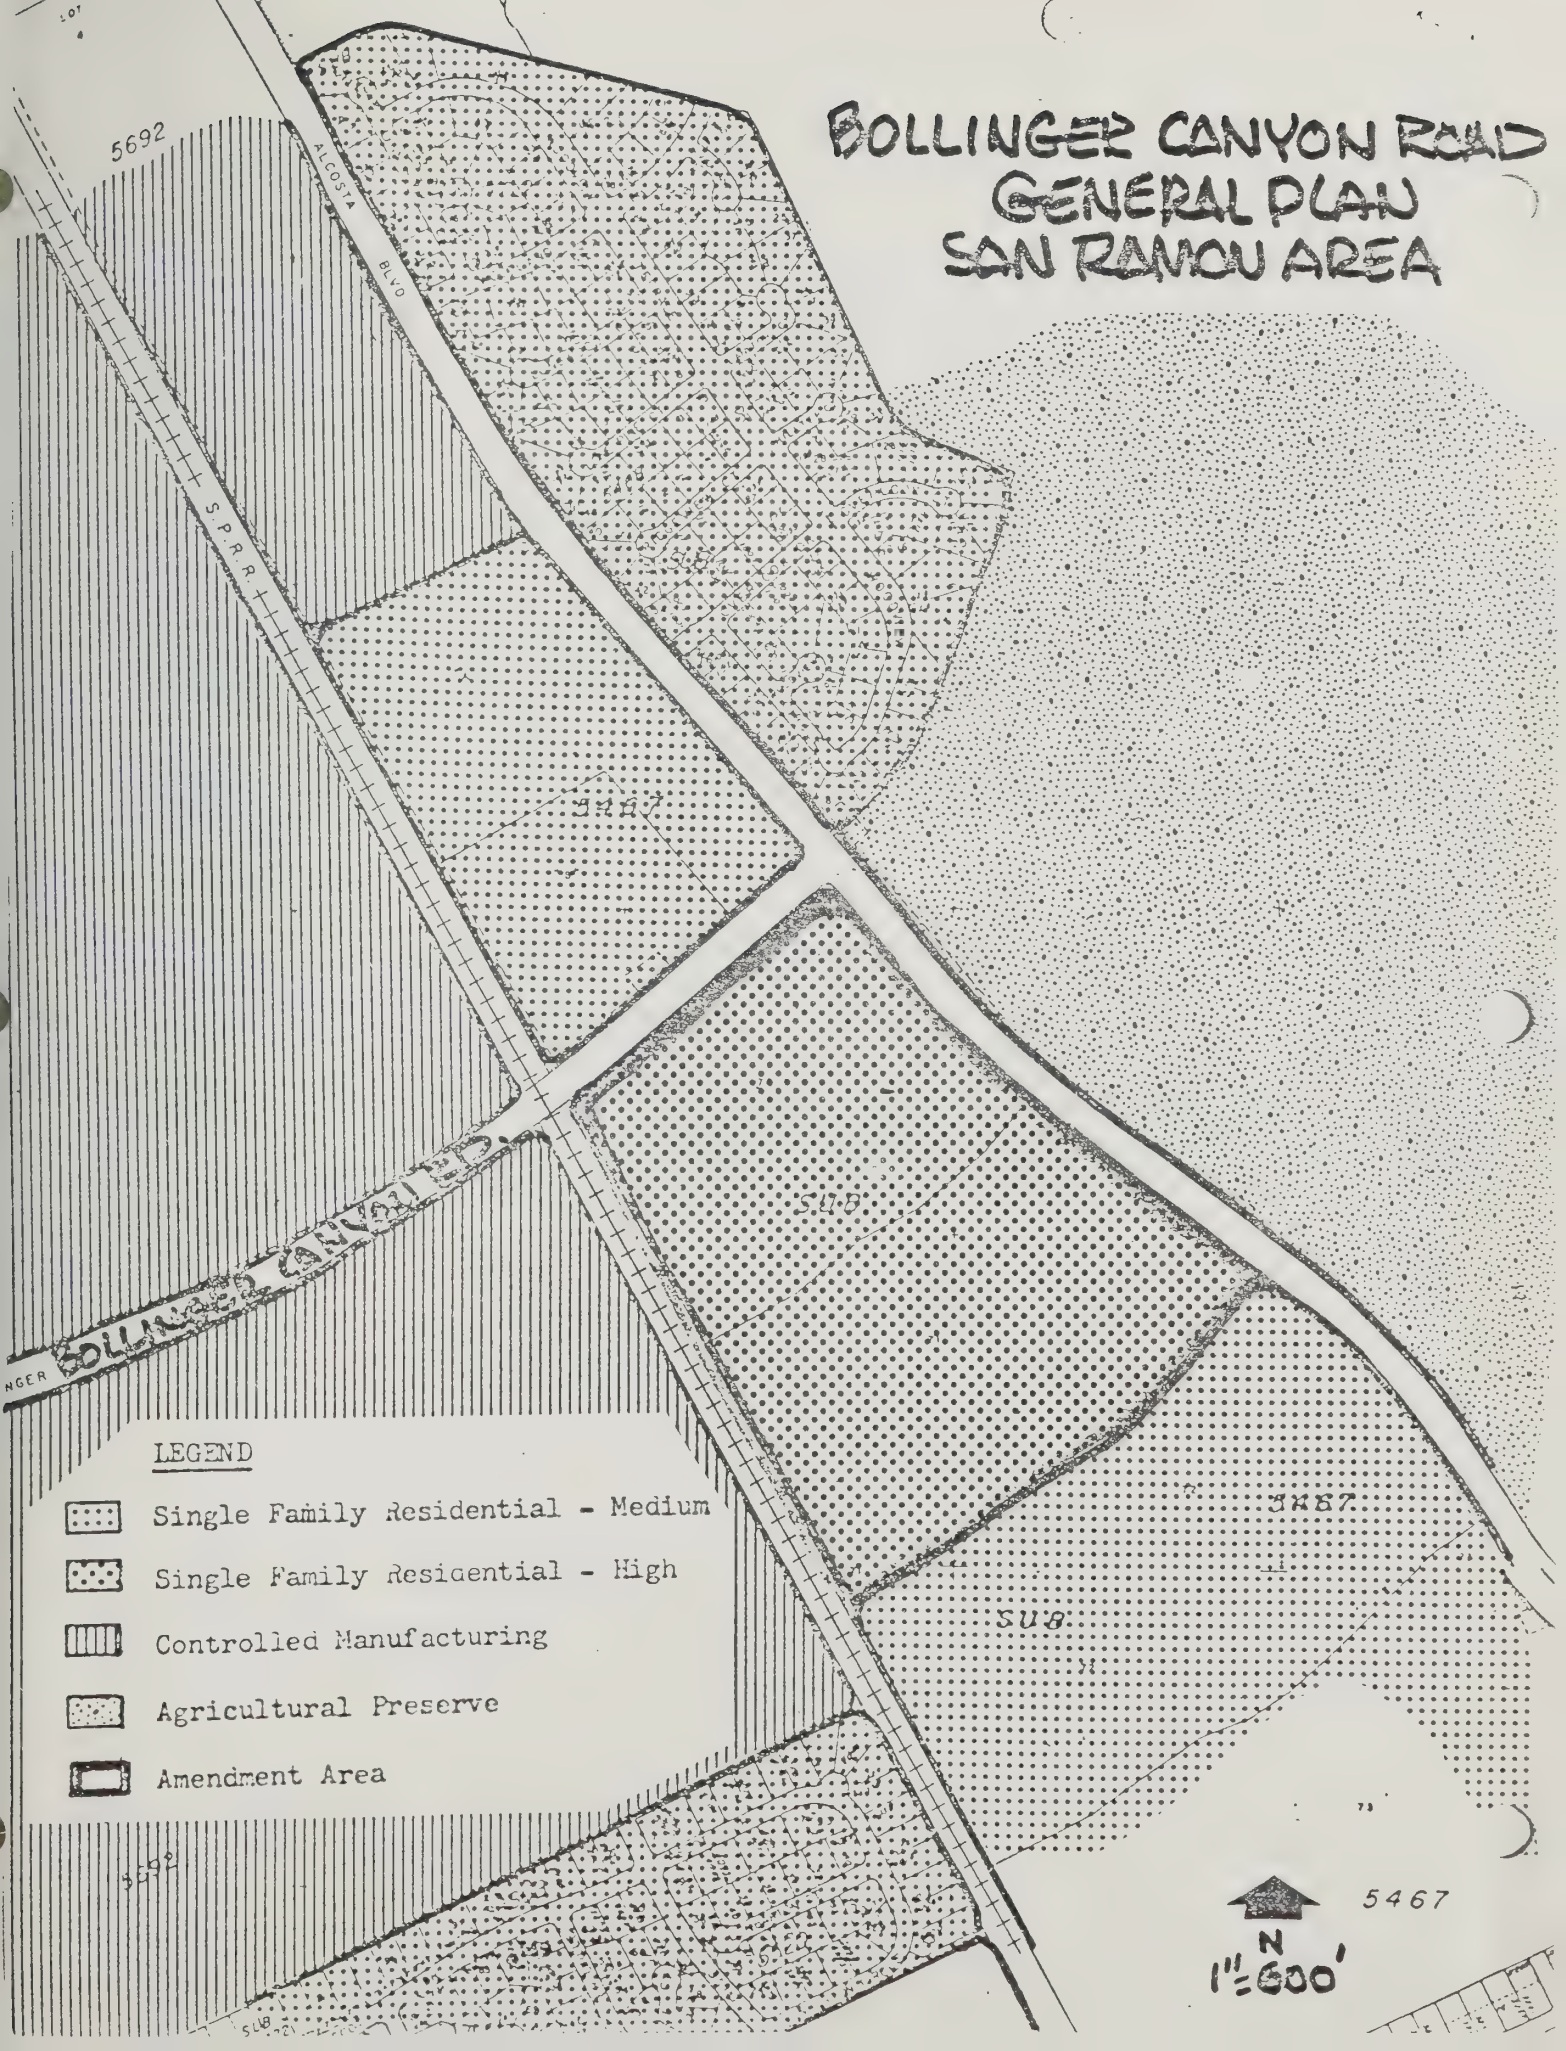 LOT
5692
BOLLINGER CANYON ROAD
GENERAL PLAN
SAN RAMON AREA
ALCOSTA
BLVD
S.P.R.R.
5467
SUB
BOLLINGER CANYON RD.
NGER
LEGEND
Single Family Residential - Medium
Single Family Residential - High
Controlled Manufacturing
Agricultural Preserve
Amendment Area
5467
SUB
5692
73
5467
N
1"=600'
SUB